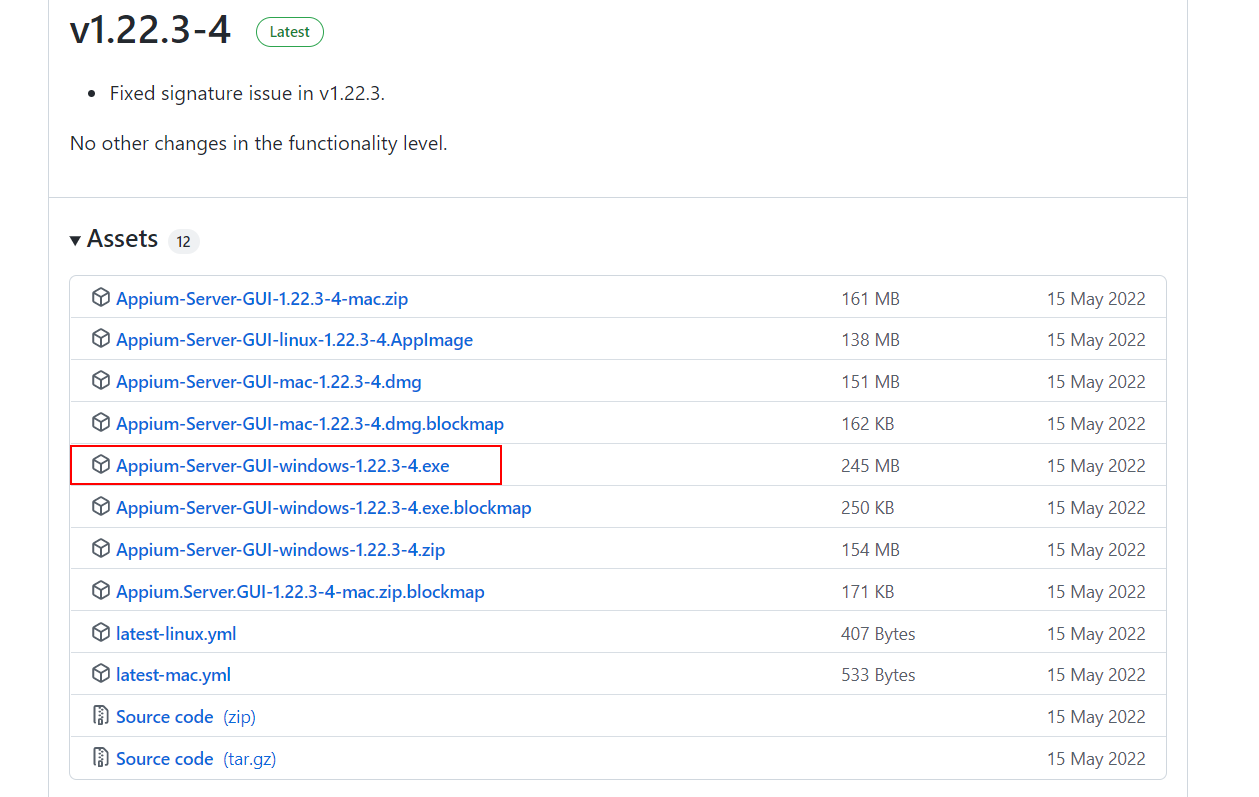 v1.22.3-4 Latest
Fixed signature issue in v1.22.3.
No other changes in the functionality level.
Assets 12
Appium-Server-GUI-1.22.3-4-mac.zip 161 MB 15 May 2022
Appium-Server-GUI-linux-1.22.3-4.AppImage 138 MB 15 May 2022
Appium-Server-GUI-mac-1.22.3-4.dmg 151 MB 15 May 2022
Appium-Server-GUI-mac-1.22.3-4.dmg.blockmap 162 KB 15 May 2022
Appium-Server-GUI-windows-1.22.3-4.exe 245 MB 15 May 2022
Appium-Server-GUI-windows-1.22.3-4.exe.blockmap 250 KB 15 May 2022
Appium-Server-GUI-windows-1.22.3-4.zip 154 MB 15 May 2022
Appium.Server.GUI-1.22.3-4-mac.zip.blockmap 171 KB 15 May 2022
latest-linux.yml 407 Bytes 15 May 2022
latest-mac.yml 533 Bytes 15 May 2022
Source code (zip) 15 May 2022
Source code (tar.gz) 15 May 2022